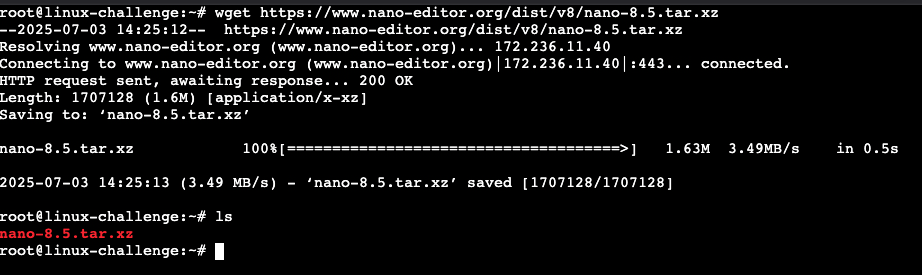 root@linux-challenge:~# wget https://www.nano-editor.org/dist/v8/nano-8.5.tar.xz
--2025-07-03 14:25:12--  https://www.nano-editor.org/dist/v8/nano-8.5.tar.xz
Resolving www.nano-editor.org (www.nano-editor.org)... 172.236.11.40
Connecting to www.nano-editor.org (www.nano-editor.org)|172.236.11.40|:443... connected.
HTTP request sent, awaiting response... 200 OK
Length: 1707128 (1.6M) [application/x-xz]
Saving to: ‘nano-8.5.tar.xz’
nano-8.5.tar.xz             100%[=====================================>]   1.63M  3.49MB/s    in 0.5s
2025-07-03 14:25:13 (3.49 MB/s) - ‘nano-8.5.tar.xz’ saved [1707128/1707128]
root@linux-challenge:~# ls
nano-8.5.tar.xz
root@linux-challenge:~#